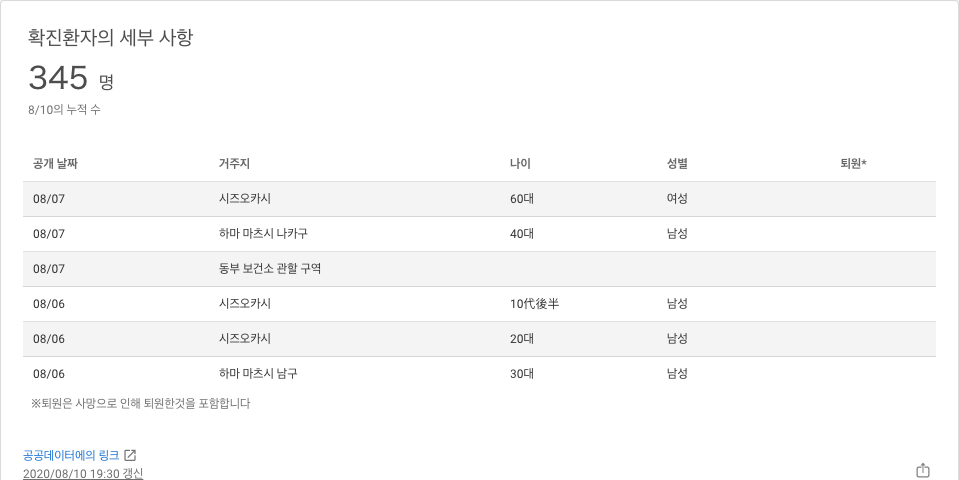 확진환자의 세부 사항
345 명
8/10의 누적 수
공개 날짜 거주지 나이 성별 퇴원*
08/07 시즈오카시 60대 여성
08/07 하마 마츠시 나카구 40대 남성
08/07 동부 보건소 관할 구역
08/06 시즈오카시 10代後半 남성
08/06 시즈오카시 20대 남성
08/06 하마 마츠시 남구 30대 남성
※퇴원은 사망으로 인해 퇴원한것을 포함합니다
공공데이터에의 링크
2020/08/10 19:30 갱신